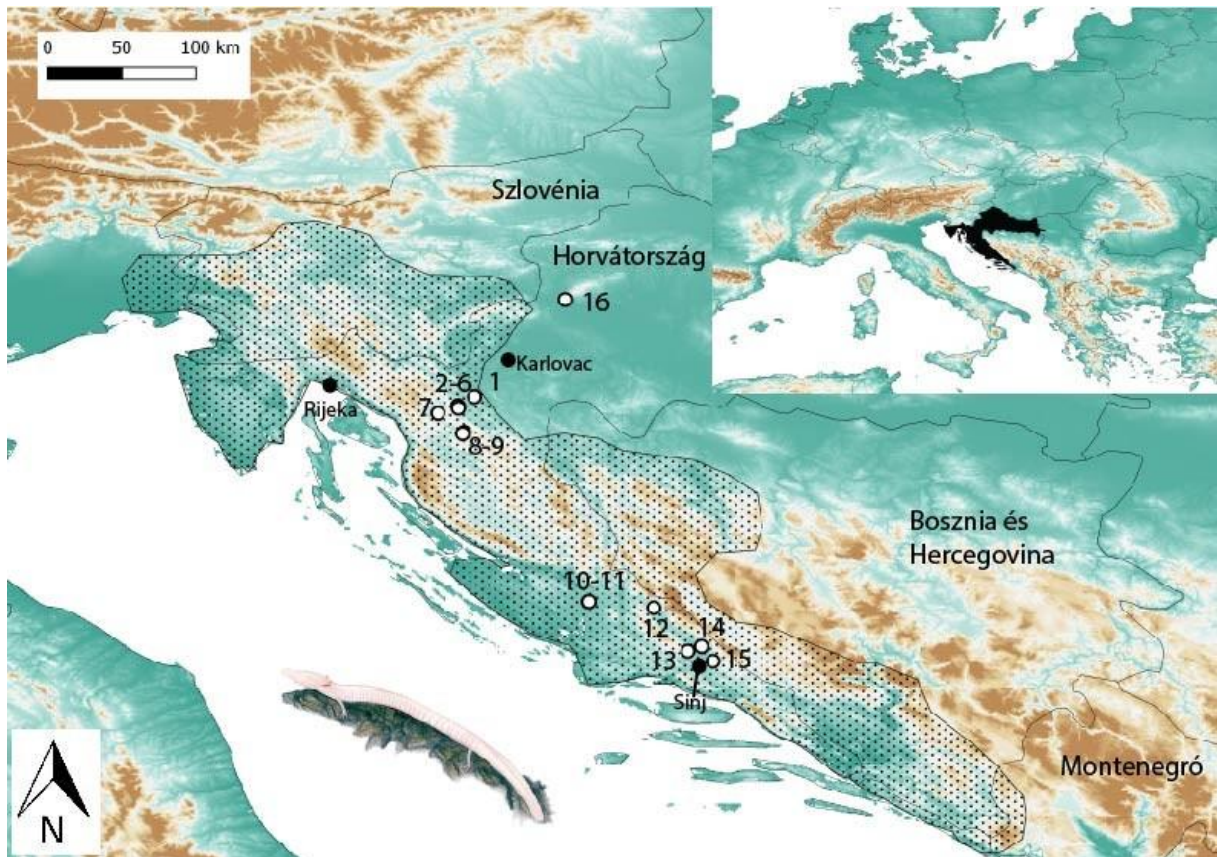 0 50 100 km
Szlovénia
Horvátország
16
Karlovac
1
2-6
Rijeka
7
8-9
Bosznia és
Hercegovina
10-11
12
14
13
15
Sinj
Montenegró
N